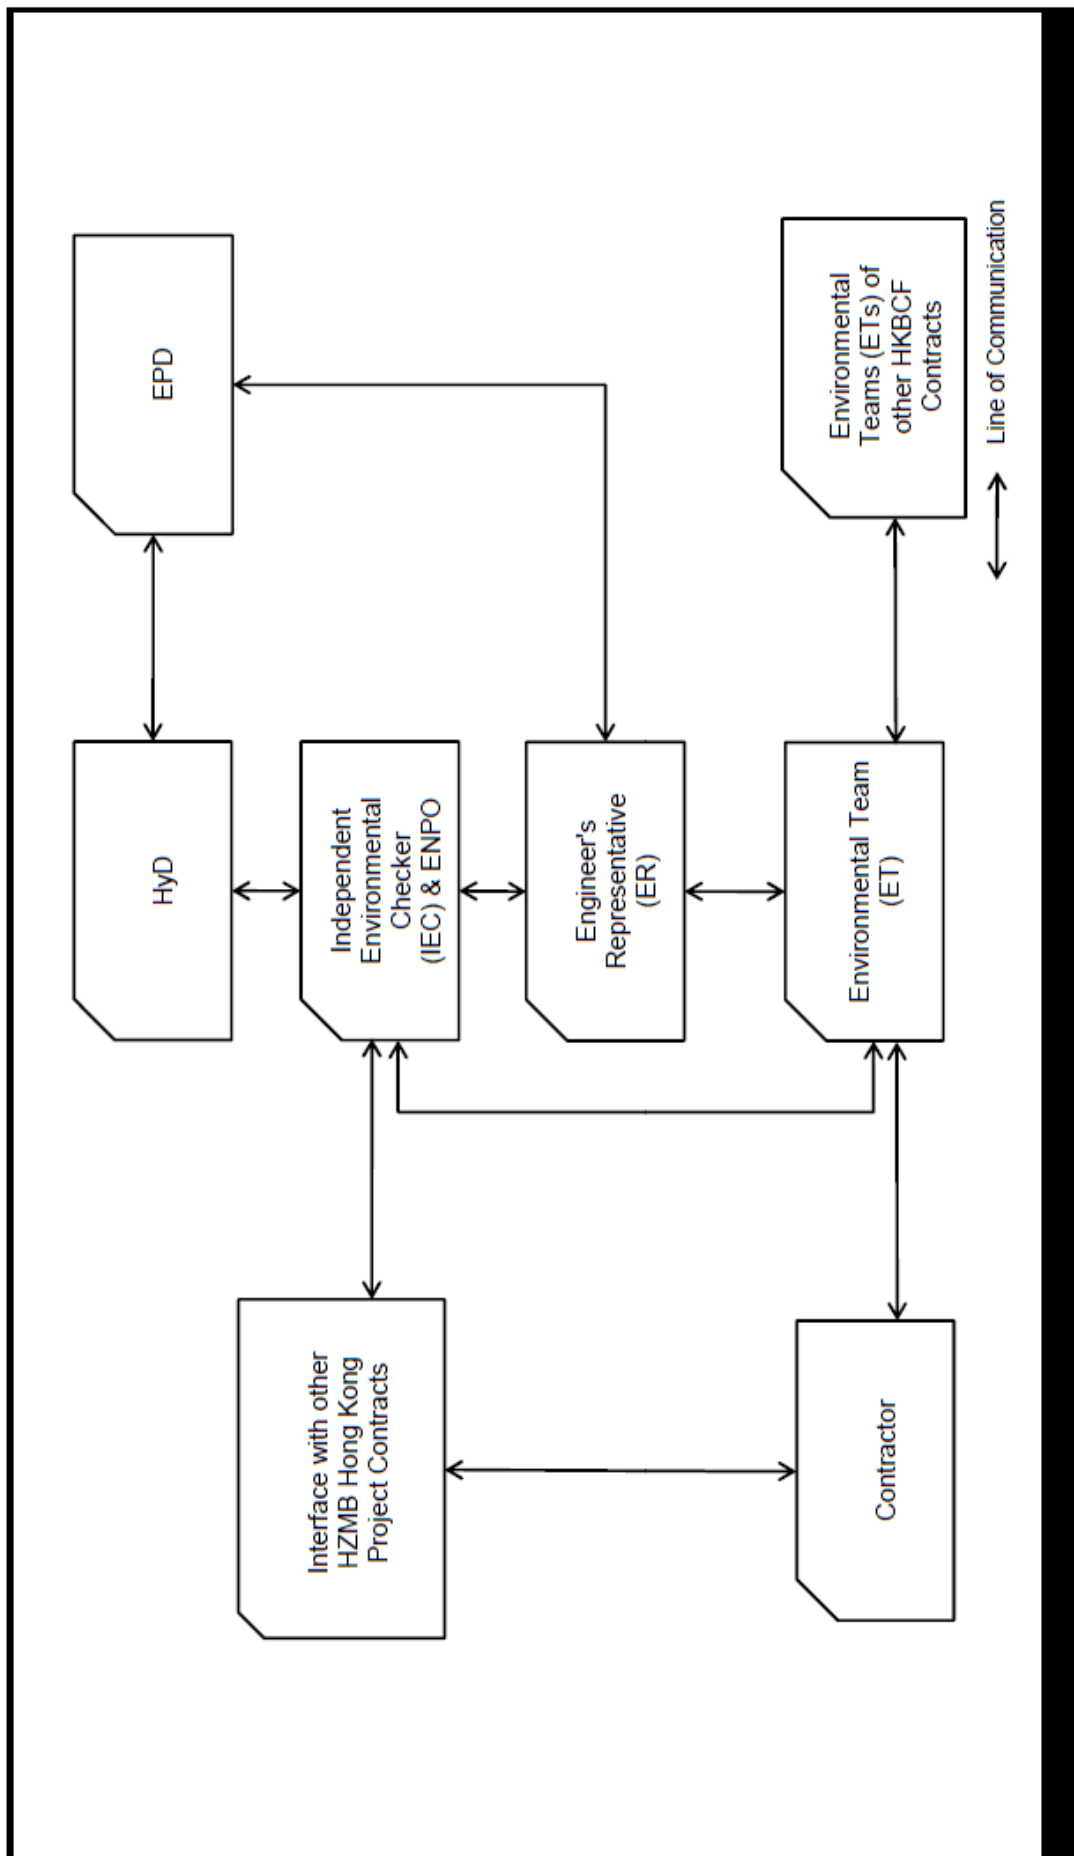 HyD
EPD
Interface with other
HZMB Hong Kong
Project Contracts
Independent
Environmental
Checker
(IEC) & ENPO
Engineer's
Representative
(ER)
Contractor
Environmental Team
(ET)
Environmental
Teams (ETs) of
other HKBCF
Contracts
Line of Communication